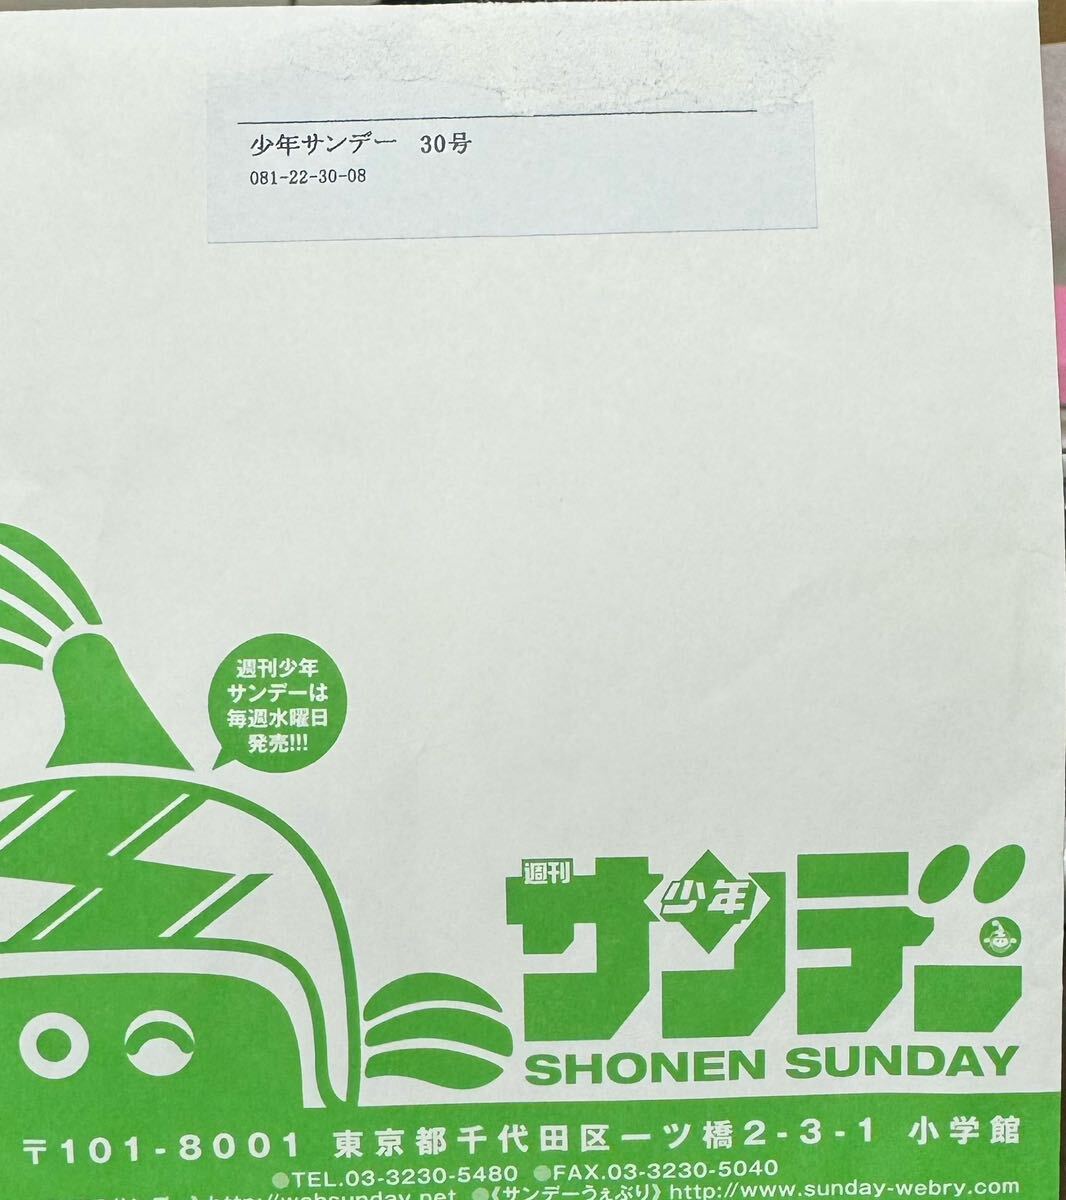 少年サンデー 30号
081-22-30-08
週刊少年
サンデーは
毎週水曜日
発売!!!
週刊
少年
サンデー
SHONEN SUNDAY
〒101-8001 東京都千代田区一ツ橋2-3-1 小学館
●TEL.03-3230-5480 ●FAX.03-3230-5040
http://websunday.net ●《サンデーうぇぶり》http://www.sunday-webry.com